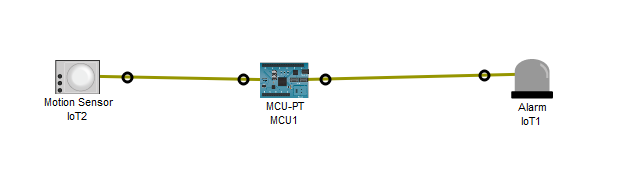 Motion Sensor
IoT2
MCU-PT
MCU1
Alarm
IoT1